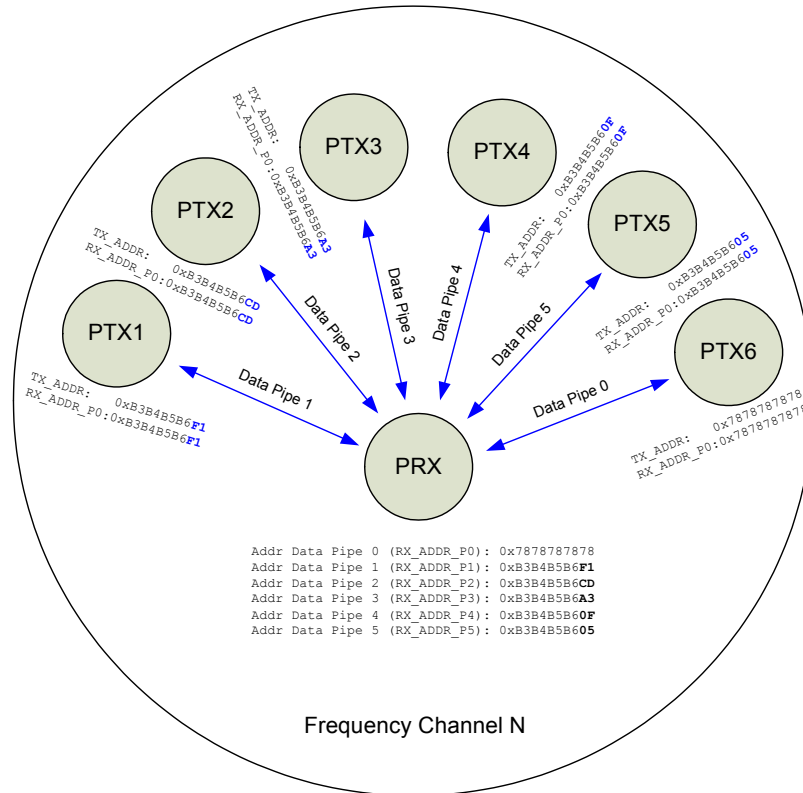 PTX3
TX_ADDR: 0xB3B4B5B6A3
RX_ADDR_P0:0xB3B4B5B6A3
PTX4
TX_ADDR: 0xB3B4B5B60F
RX_ADDR_P0:0xB3B4B5B60F
PTX2
TX_ADDR: 0xB3B4B5B6CD
RX_ADDR_P0:0xB3B4B5B6CD
PTX5
TX_ADDR: 0xB3B4B5B605
RX_ADDR_P0:0xB3B4B5B605
PTX1
TX_ADDR: 0xB3B4B5B6F1
RX_ADDR_P0:0xB3B4B5B6F1
PTX6
TX_ADDR: 0x7878787878
RX_ADDR_P0:0x7878787878
Data Pipe 1
Data Pipe 2
Data Pipe 3
Data Pipe 4
Data Pipe 5
Data Pipe 0
PRX
Addr Data Pipe 0 (RX_ADDR_P0): 0x7878787878
Addr Data Pipe 1 (RX_ADDR_P1): 0xB3B4B5B6F1
Addr Data Pipe 2 (RX_ADDR_P2): 0xB3B4B5B6CD
Addr Data Pipe 3 (RX_ADDR_P3): 0xB3B4B5B6A3
Addr Data Pipe 4 (RX_ADDR_P4): 0xB3B4B5B60F
Addr Data Pipe 5 (RX_ADDR_P5): 0xB3B4B5B605
Frequency Channel N